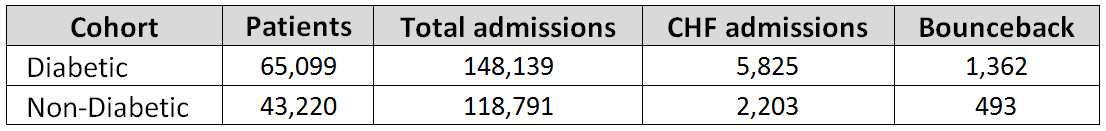 Cohort Patients Total admissions CHF admissions Bounceback
Diabetic 65,099 148,139 5,825 1,362
Non-Diabetic 43,220 118,791 2,203 493